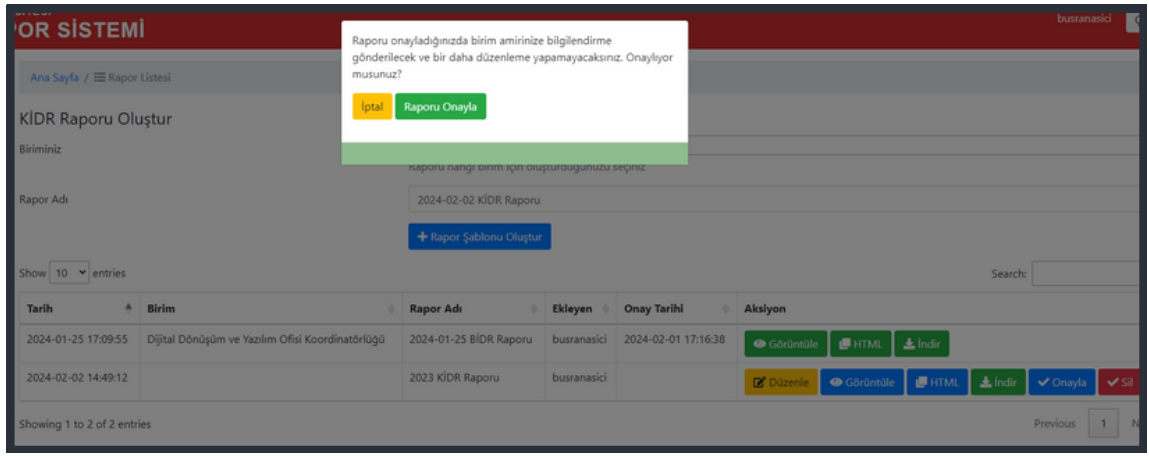 POR SİSTEMİ
busranasici
Raporu onayladığınızda birim amirinize bilgilendirme
gönderilecek ve bir daha düzenleme yapamayacaksınız. Onaylıyor
musunuz?
İptal Raporu Onayla
Ana Sayfa / Rapor Listesi
KİDR Raporu Oluştur
Biriminiz
Raporu hangi birim için oluşturduğunuzu seçiniz
Rapor Adı
2024-02-02 KİDR Raporu
+ Rapor Şablonu Oluştur
Show 10 entries
Search:
Tarih Birim Rapor Adı Ekleyen Onay Tarihi Aksiyon
2024-01-25 17:09:55 Dijital Dönüşüm ve Yazılım Ofisi Koordinatörlüğü 2024-01-25 BİDR Raporu busranasici 2024-02-01 17:16:38 Görüntüle HTML İndir
2024-02-02 14:49:12 2023 KİDR Raporu busranasici Düzenle Görüntüle HTML İndir Onayla Sil
Showing 1 to 2 of 2 entries
Previous 1 N